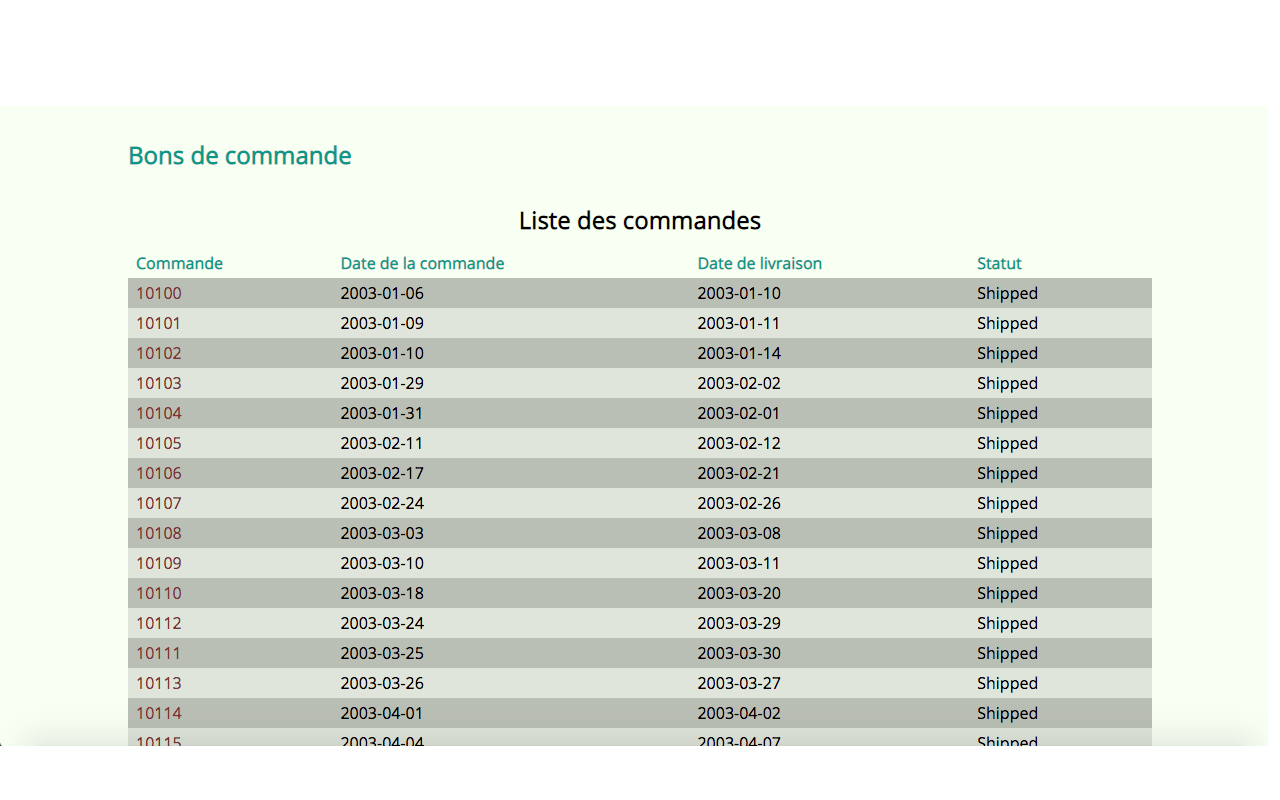 Bons de commande
Liste des commandes
Commande Date de la commande Date de livraison Statut
10100 2003-01-06 2003-01-10 Shipped
10101 2003-01-09 2003-01-11 Shipped
10102 2003-01-10 2003-01-14 Shipped
10103 2003-01-29 2003-02-02 Shipped
10104 2003-01-31 2003-02-01 Shipped
10105 2003-02-11 2003-02-12 Shipped
10106 2003-02-17 2003-02-21 Shipped
10107 2003-02-24 2003-02-26 Shipped
10108 2003-03-03 2003-03-08 Shipped
10109 2003-03-10 2003-03-11 Shipped
10110 2003-03-18 2003-03-20 Shipped
10112 2003-03-24 2003-03-29 Shipped
10111 2003-03-25 2003-03-30 Shipped
10113 2003-03-26 2003-03-27 Shipped
10114 2003-04-01 2003-04-02 Shipped
10115 2003-04-04 2003-04-07 Shipped